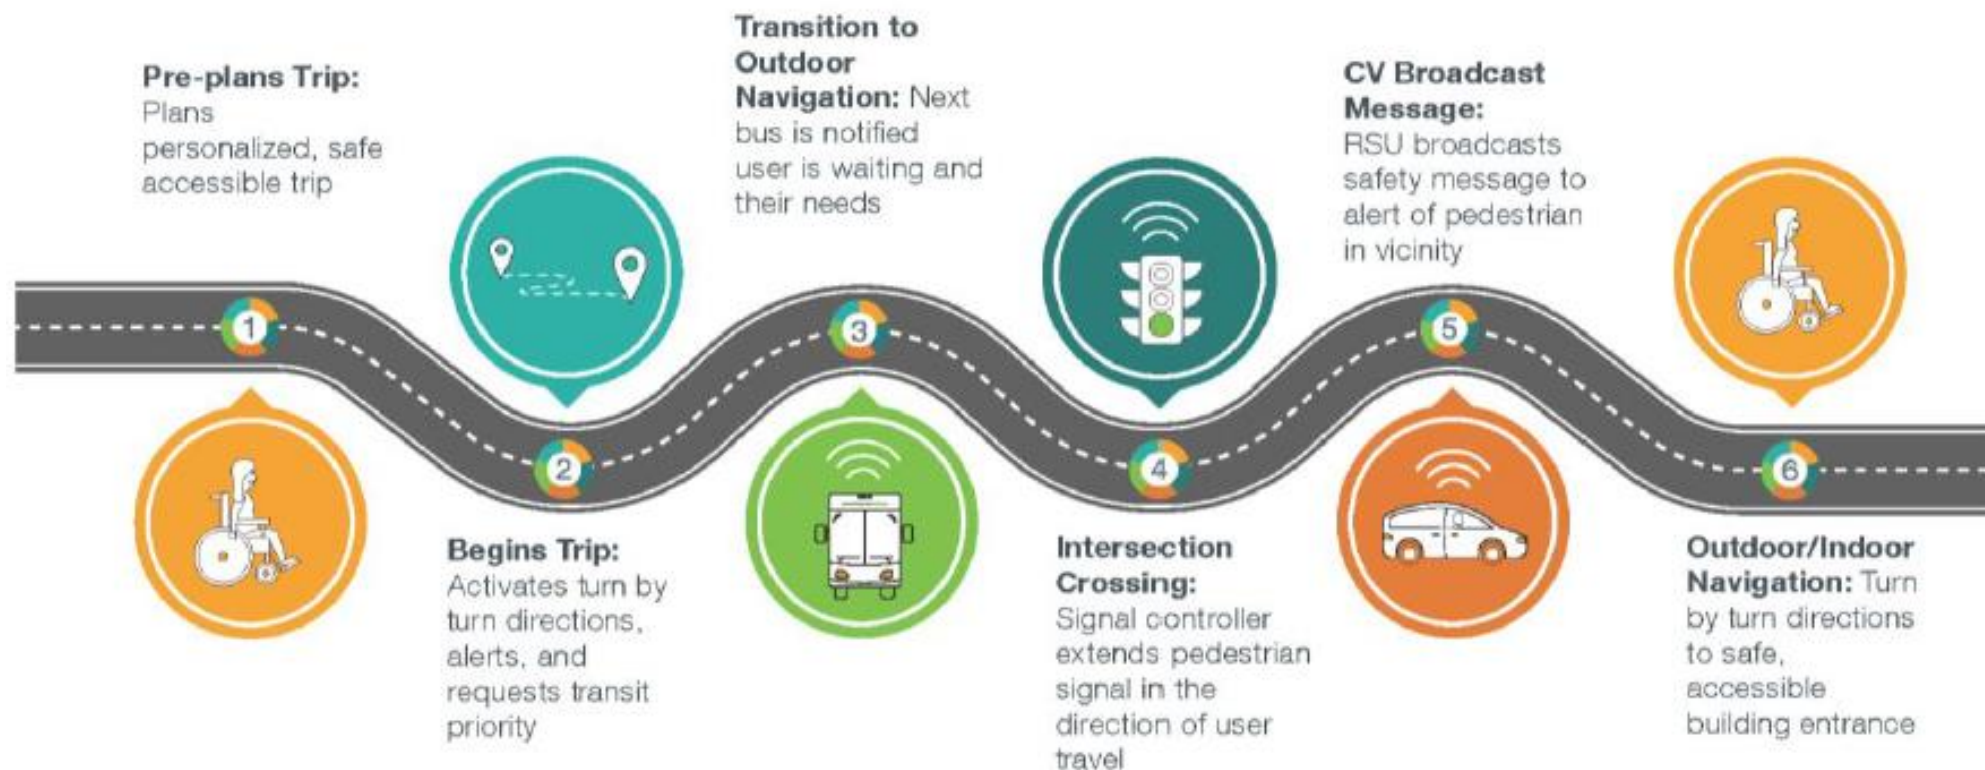 Pre-plans Trip:
Plans
personalized, safe
accessible trip
1
2
Begins Trip:
Activates turn by
turn directions,
alerts, and
requests transit
priority
Transition to
Outdoor
Navigation: Next
bus is notified
user is waiting and
their needs
3
4
Intersection
Crossing:
Signal controller
extends pedestrian
signal in the
direction of user
travel
CV Broadcast
Message:
RSU broadcasts
safety message to
alert of pedestrian
in vicinity
5
6
Outdoor/Indoor
Navigation: Turn
by turn directions
to safe,
accessible
building entrance